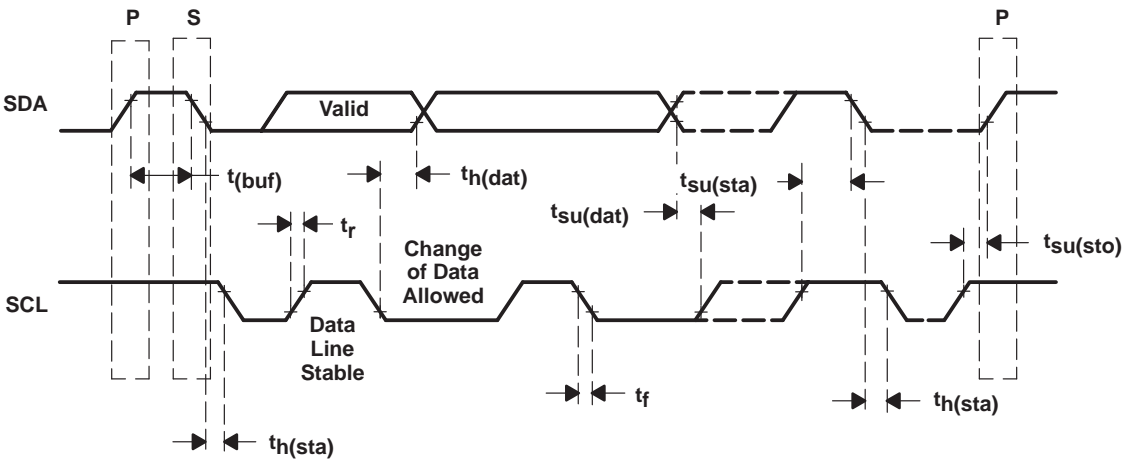 P
S
P
SDA
Valid
t(buf)
th(dat)
tsu(sta)
tsu(dat)
tr
Change
of Data
Allowed
tsu(sto)
SCL
Data
Line
Stable
tf
th(sta)
th(sta)